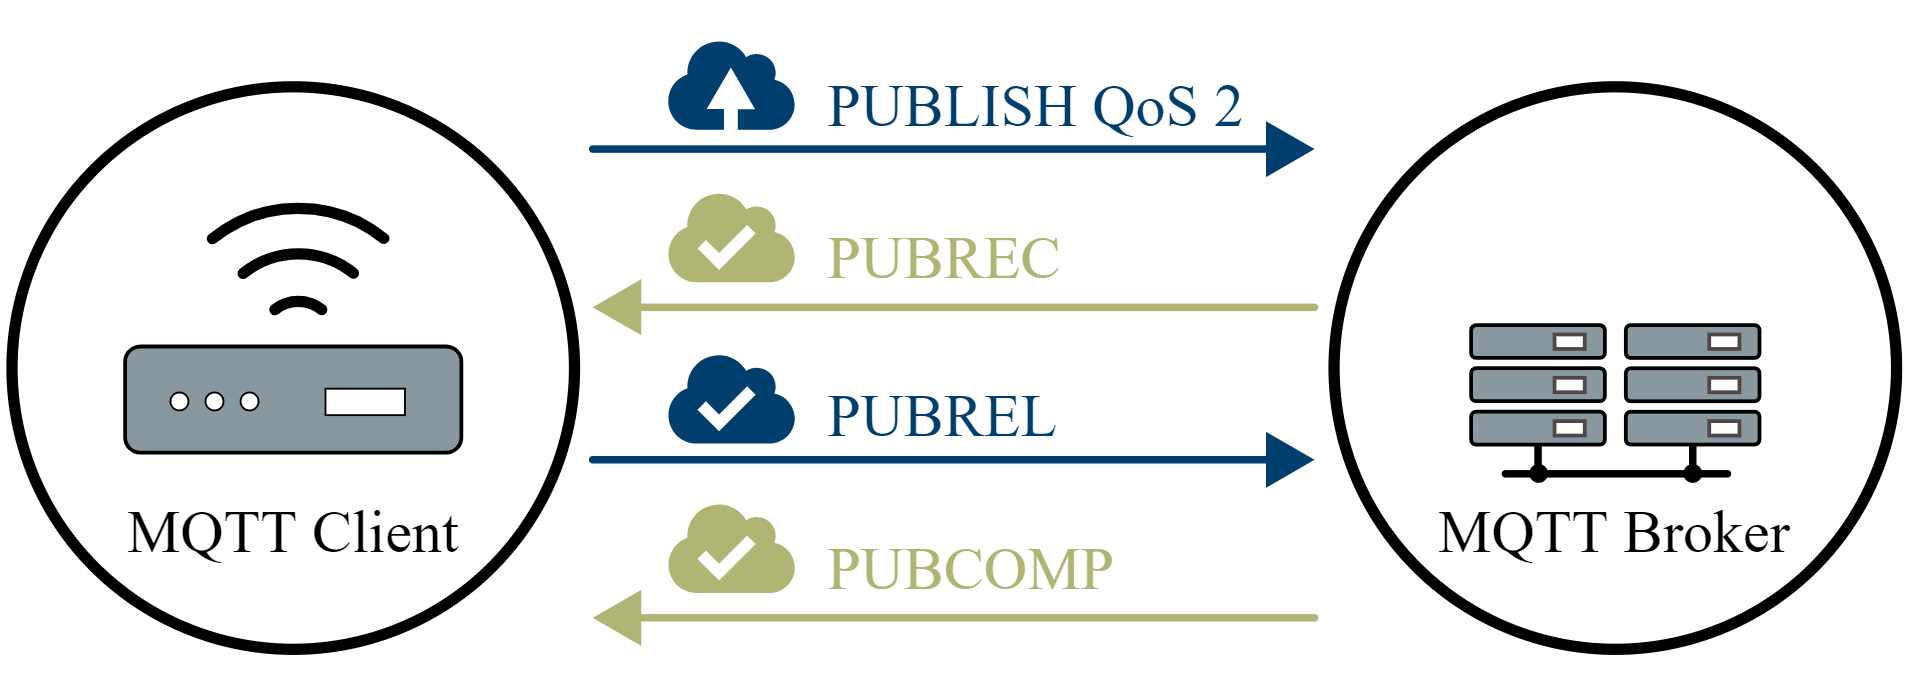 PUBLISH QoS 2
PUBREC
PUBREL
PUBCOMP
MQTT Client
MQTT Broker